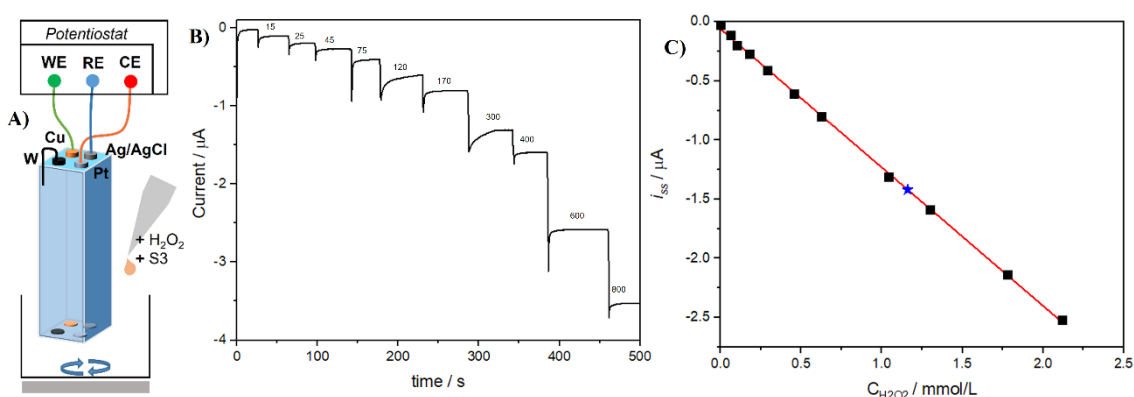 A)
Potentiostat
WE RE CE
Cu
W
Ag/AgCl
Pt
+ H₂O₂
+ S3
B)
Current / μA
0
-1
-2
-3
-4
15
25
45
75
120
170
300
400
600
800
0 100 200 300 400 500
time / s
C)
i_ss / μA
0.0
-0.5
-1.0
-1.5
-2.0
-2.5
0.0 0.5 1.0 1.5 2.0 2.5
C_H2O2 / mmol/L